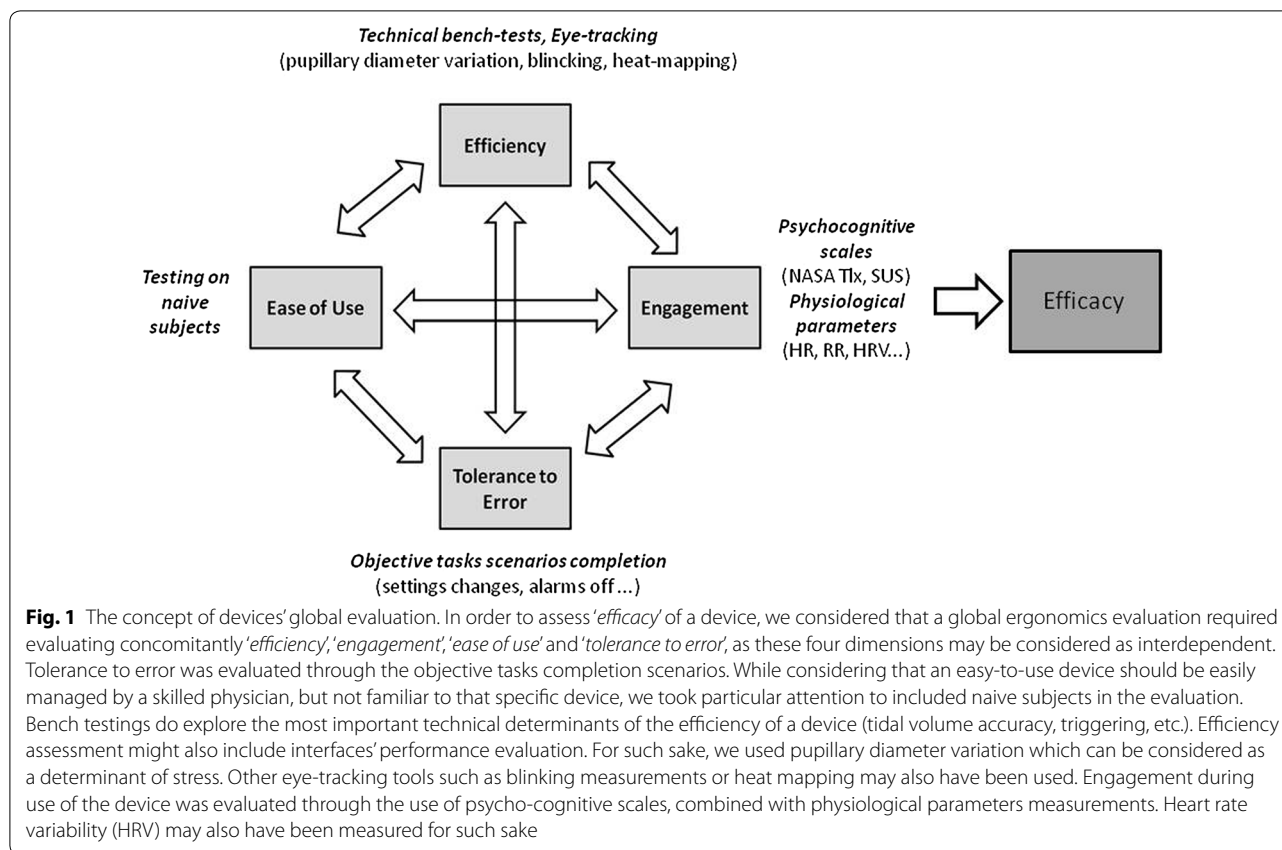 Technical bench-tests, Eye-tracking
(pupillary diameter variation, blincking, heat-mapping)
Efficiency
Testing on
naive
subjects
Ease of Use
Engagement
Psychocognitive
scales
(NASA Tlx, SUS)
Physiological
parameters
(HR, RR, HRV...)
Efficacy
Tolerance to
Error
Objective tasks scenarios completion
(settings changes, alarms off ...)
Fig. 1 The concept of devices' global evaluation. In order to assess 'efficacy' of a device, we considered that a global ergonomics evaluation required
evaluating concomitantly 'efficiency', 'engagement', 'ease of use' and 'tolerance to error', as these four dimensions may be considered as interdependent.
Tolerance to error was evaluated through the objective tasks completion scenarios. While considering that an easy-to-use device should be easily
managed by a skilled physician, but not familiar to that specific device, we took particular attention to included naive subjects in the evaluation.
Bench testings do explore the most important technical determinants of the efficiency of a device (tidal volume accuracy, triggering, etc.). Efficiency
assessment might also include interfaces' performance evaluation. For such sake, we used pupillary diameter variation which can be considered as
a determinant of stress. Other eye-tracking tools such as blinking measurements or heat mapping may also have been used. Engagement during
use of the device was evaluated through the use of psycho-cognitive scales, combined with physiological parameters measurements. Heart rate
variability (HRV) may also have been measured for such sake